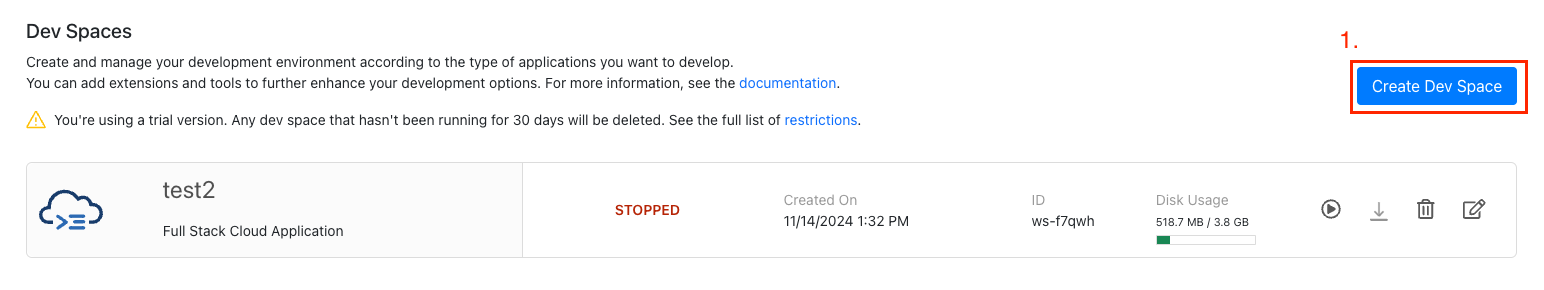 Dev Spaces
1.
Create and manage your development environment according to the type of applications you want to develop.
You can add extensions and tools to further enhance your development options. For more information, see the documentation.
Create Dev Space
You're using a trial version. Any dev space that hasn't been running for 30 days will be deleted. See the full list of restrictions.
test2
Full Stack Cloud Application
STOPPED
Created On
11/14/2024 1:32 PM
ID
ws-f7qwh
Disk Usage
518.7 MB / 3.8 GB